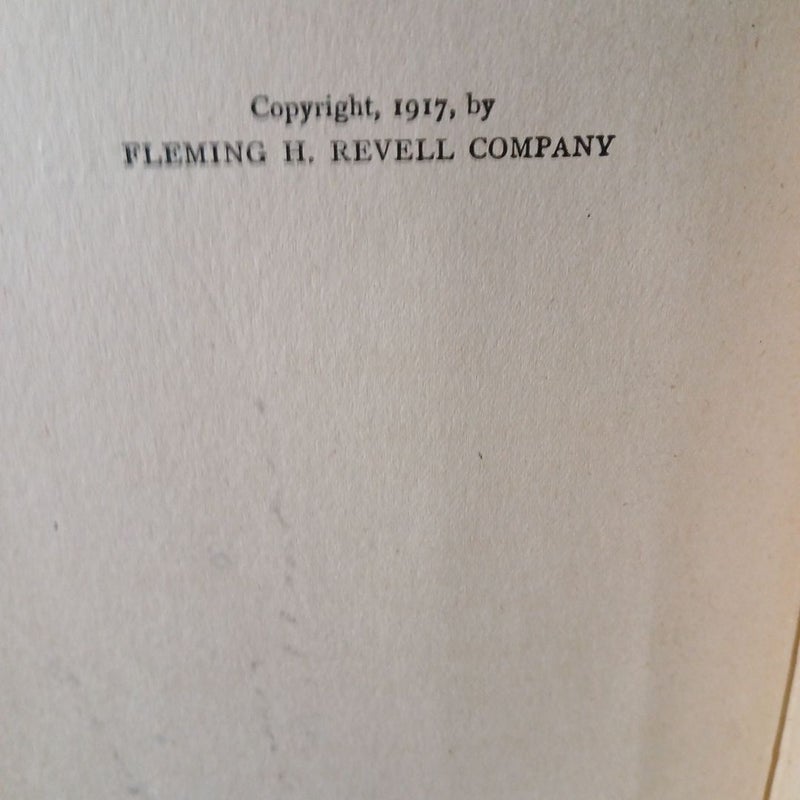 Copyright, 1917, by
FLEMING H. REVELL COMPANY